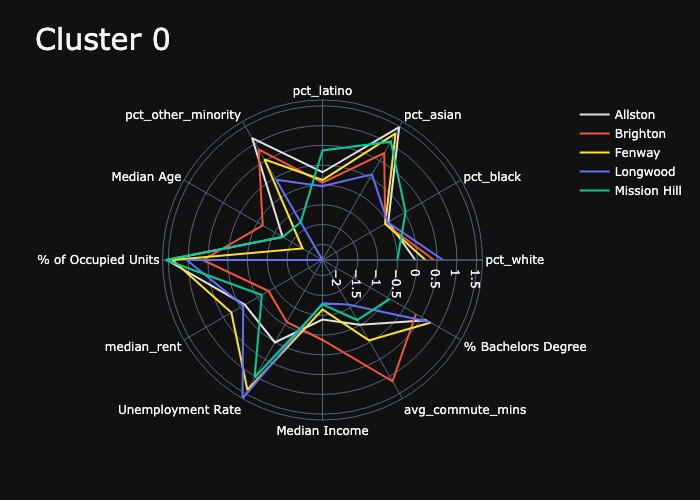 Cluster 0
pct_latino
pct_other_minority
pct_asian
Allston
Brighton
Fenway
Longwood
Mission Hill
Median Age
pct_black
% of Occupied Units
pct_white
−2
−1.5
−1
−0.5
0
0.5
1
1.5
median_rent
% Bachelors Degree
Unemployment Rate
avg_commute_mins
Median Income